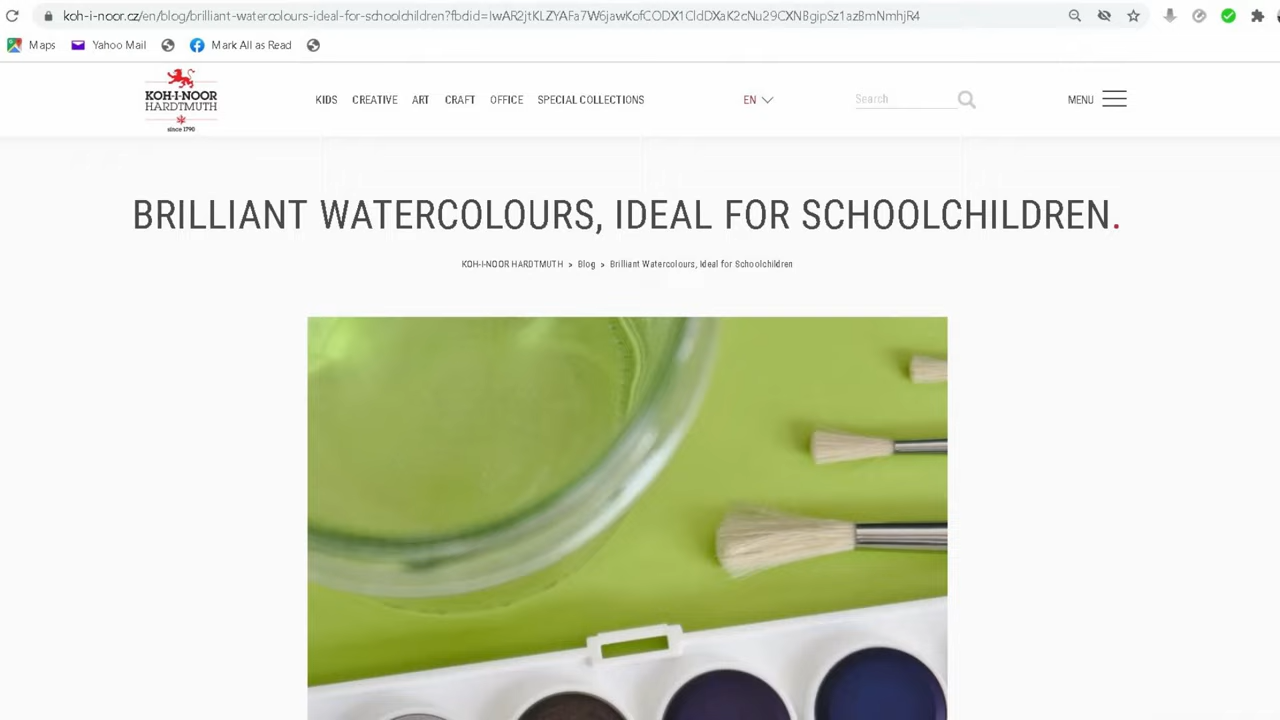 koh-i-noor.cz/en/blog/brilliant-watercolours-ideal-for-schoolchildren?fbclid=IwAR2jtKLZYAFa7W6jawKofCODX1CldDXaK2cNu29CXNBgipSz1azBmNmhjR4
Maps Yahoo Mail Mark All as Read
KOH-I-NOOR
HARDTMUTH
since 1790
KIDS CREATIVE ART CRAFT OFFICE SPECIAL COLLECTIONS EN Search MENU
BRILLIANT WATERCOLOURS, IDEAL FOR SCHOOLCHILDREN.
KOH-I-NOOR HARDTMUTH > Blog > Brilliant Watercolours, Ideal for Schoolchildren